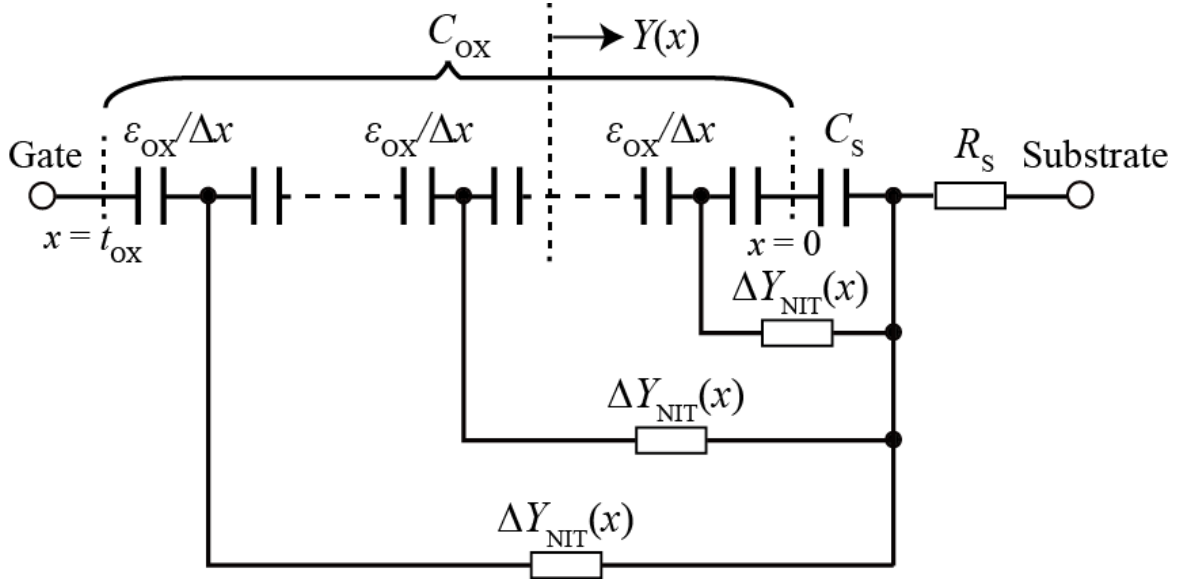 C_ox
Y(x)
Gate
ε_ox/Δx
ε_ox/Δx
ε_ox/Δx
C_S
R_S
Substrate
x = t_ox
x = 0
ΔY_NIT(x)
ΔY_NIT(x)
ΔY_NIT(x)